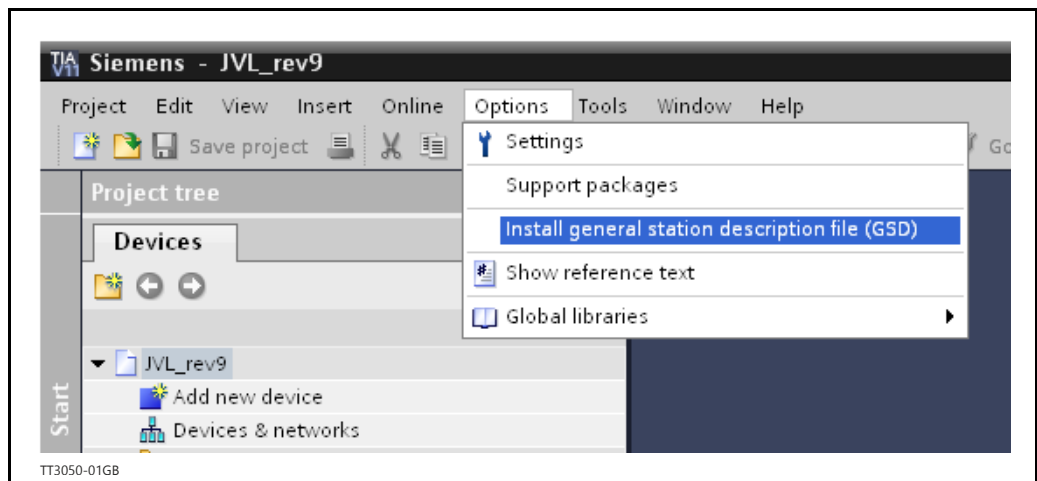 TIA V11 Siemens - JVL_rev9
Project Edit View Insert Online Options Tools Window Help
Save project Go
Settings
Support packages
Install general station description file (GSD)
Show reference text
Global libraries
Project tree
Devices
JVL_rev9
Add new device
Devices & networks
Start
TT3050-01GB